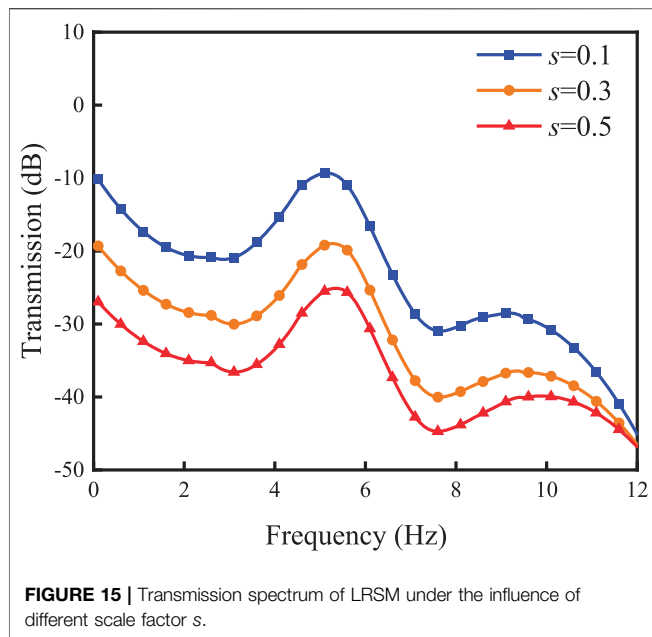 10
0
-10
-20
-30
-40
-50
Transmission (dB)
s=0.1
s=0.3
s=0.5
0 2 4 6 8 10 12
Frequency (Hz)
FIGURE 15 | Transmission spectrum of LRSM under the influence of
different scale factor s.